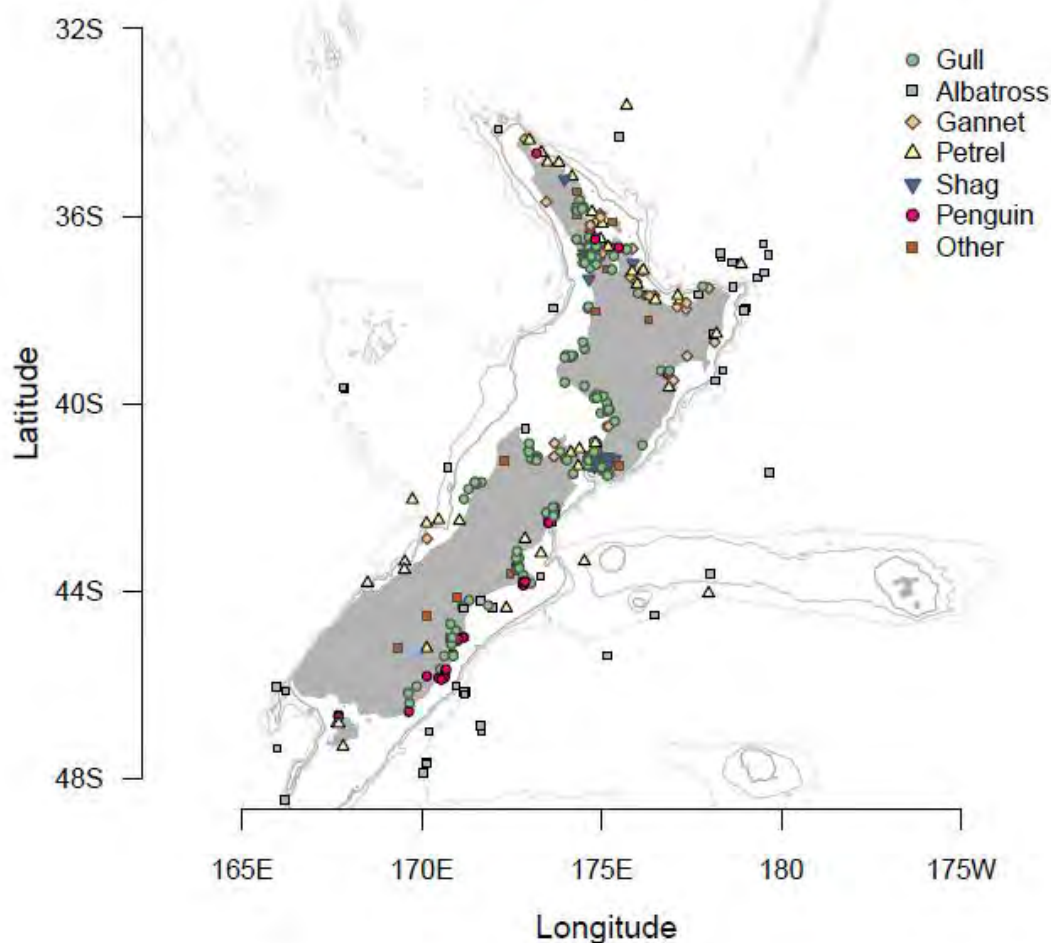 32S
36S
40S
44S
48S
Latitude
Gull
Albatross
Gannet
Petrel
Shag
Penguin
Other
165E
170E
175E
180
175W
Longitude